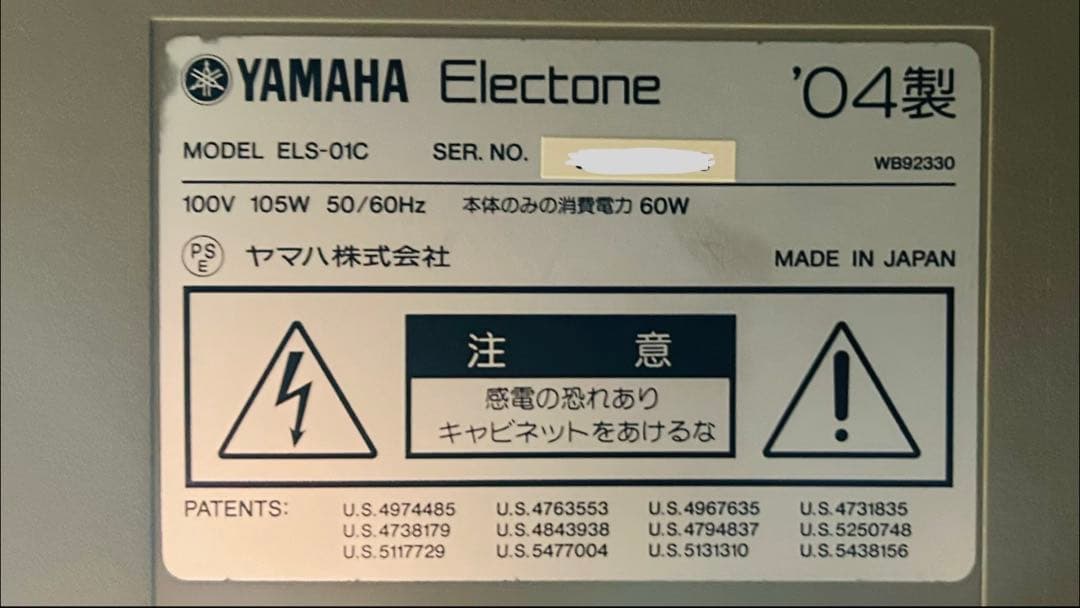 YAMAHA Electone '04製
MODEL ELS-01C SER. NO. WB92330
100V 105W 50/60Hz 本体のみの消費電力 60W
PSE ヤマハ株式会社 MADE IN JAPAN
注意
感電の恐れあり
キャビネットをあけるな
PATENTS: U.S.4974485 U.S.4763553 U.S.4967635 U.S.4731835
U.S.4738179 U.S.4843938 U.S.4794837 U.S.5250748
U.S.5117729 U.S.5477004 U.S.5131310 U.S.5438156